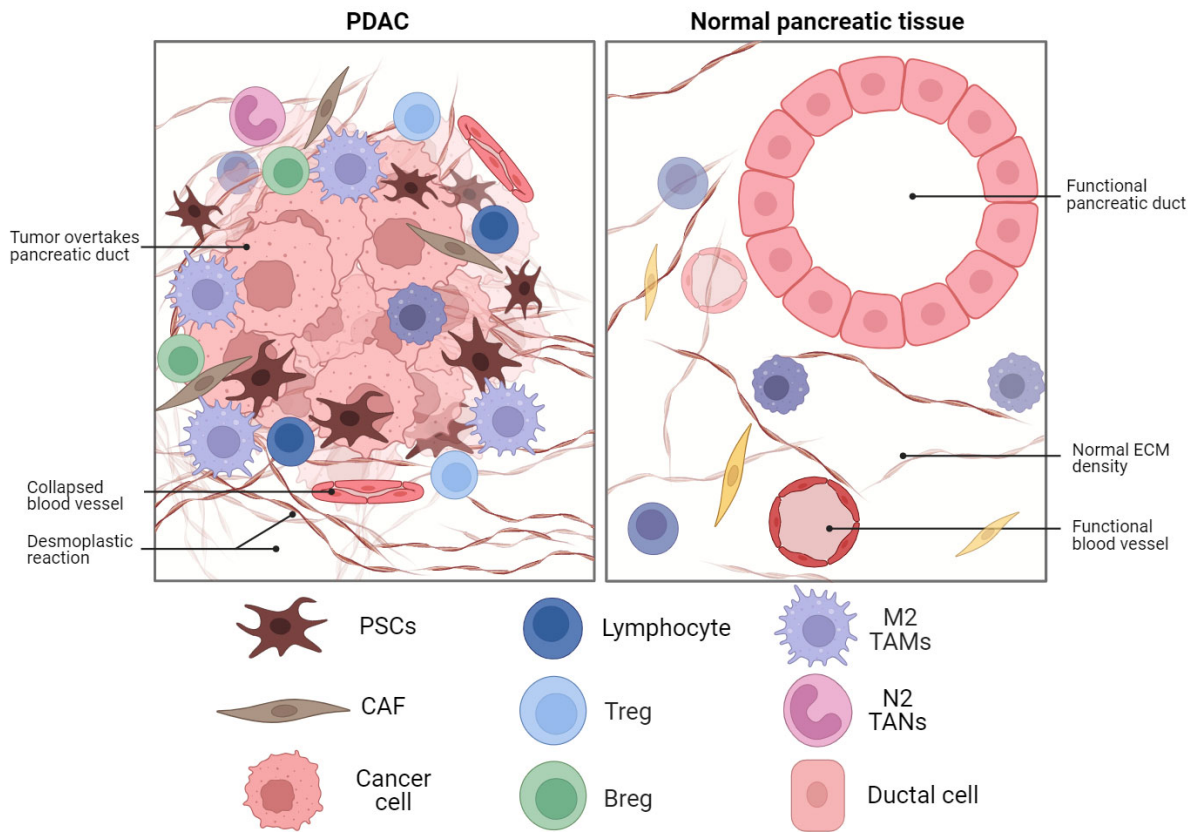 PDAC
Normal pancreatic tissue
Tumor overtakes
pancreatic duct
Collapsed
blood vessel
Desmoplastic
reaction
Functional
pancreatic duct
Normal ECM
density
Functional
blood vessel
PSCs
Lymphocyte
M2
TAMs
CAF
Treg
N2
TANs
Cancer
cell
Breg
Ductal cell